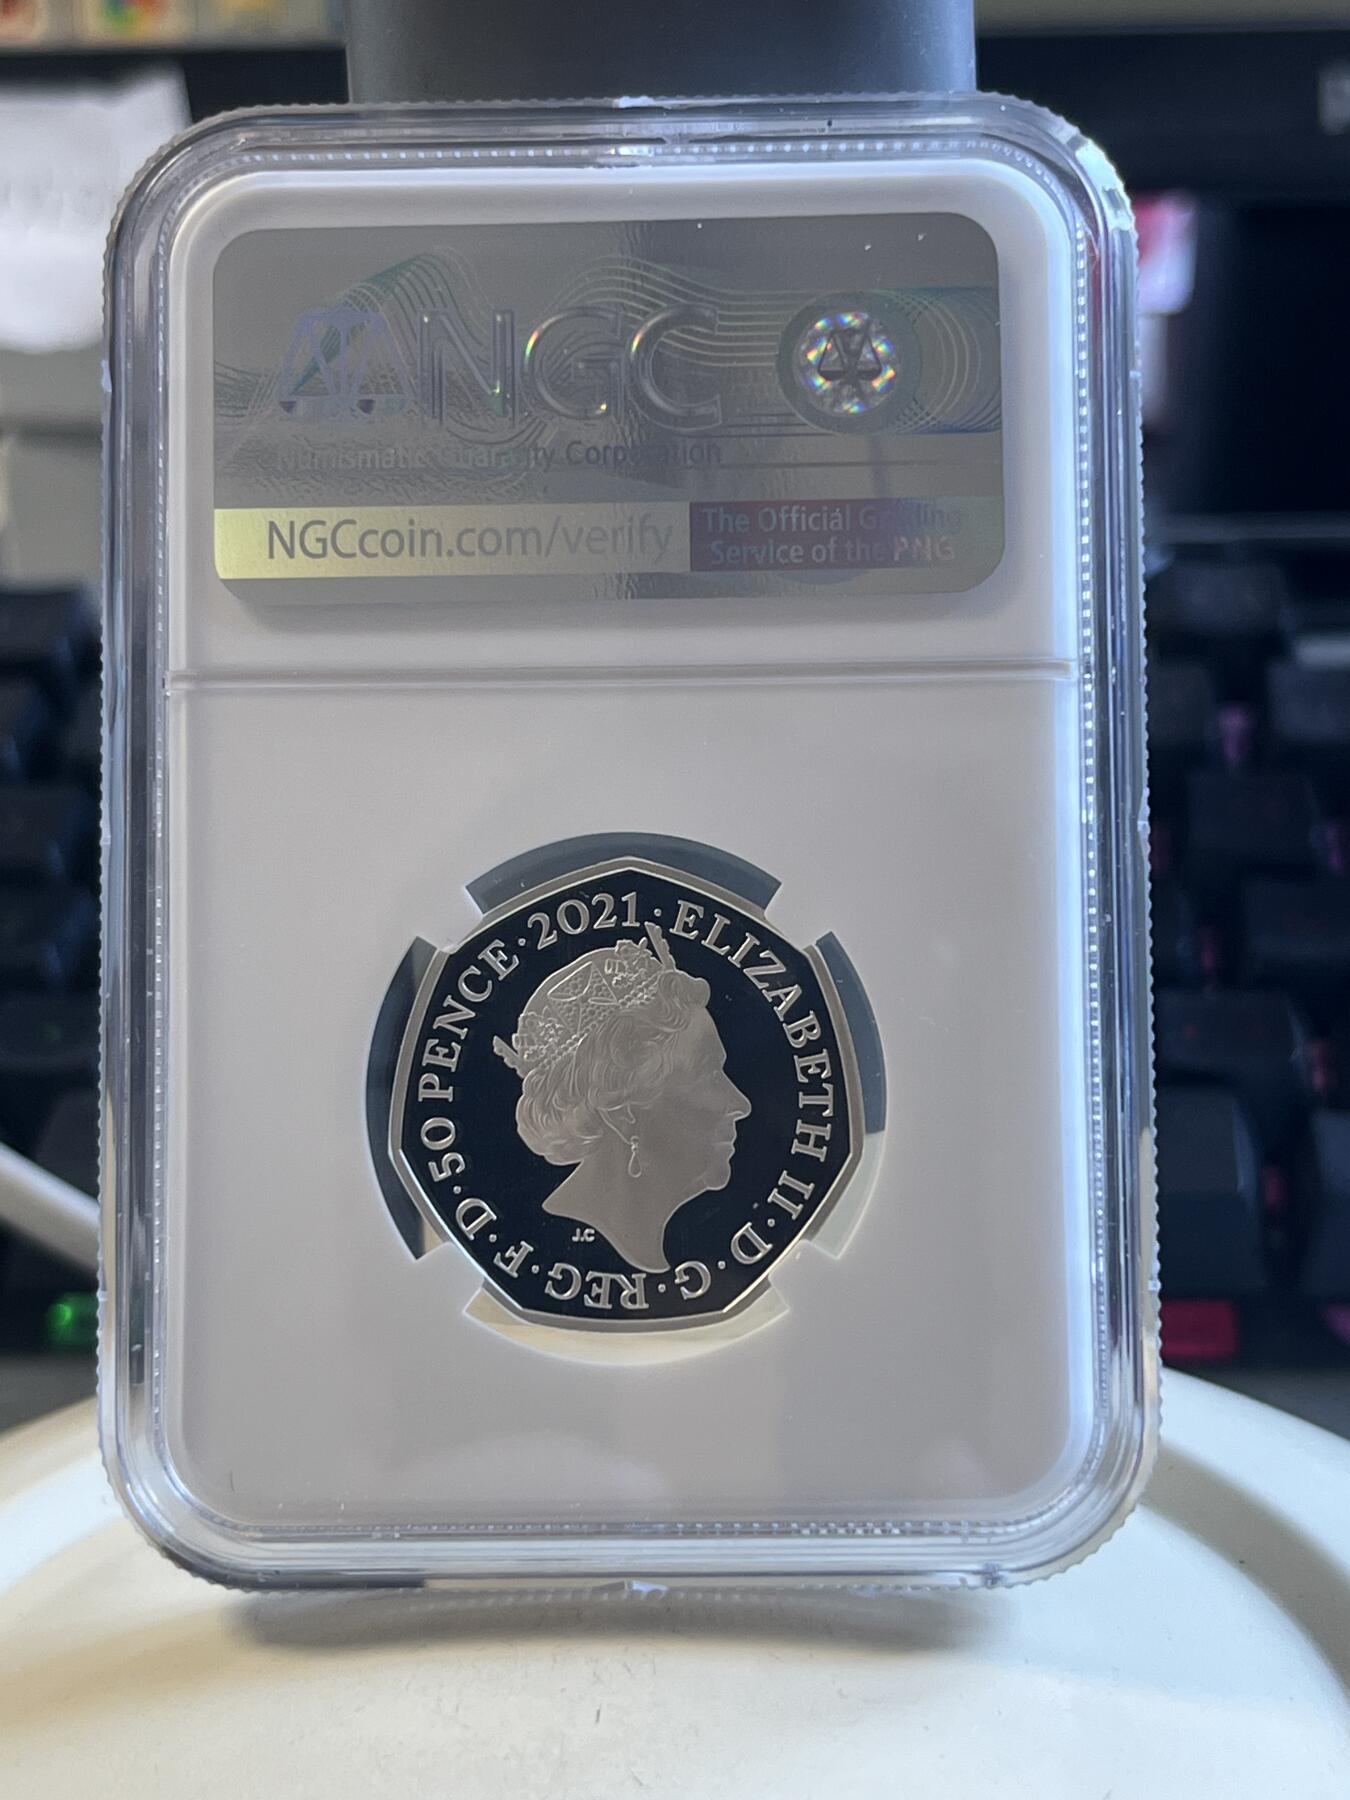 NGC
Numismatic Guaranty Corporation
NGCcoin.com/verify
The Official Grading
Service of the PNG
· 2021 · ELIZABETH II · D · G · REG · F · D · 50 PENCE
J.C